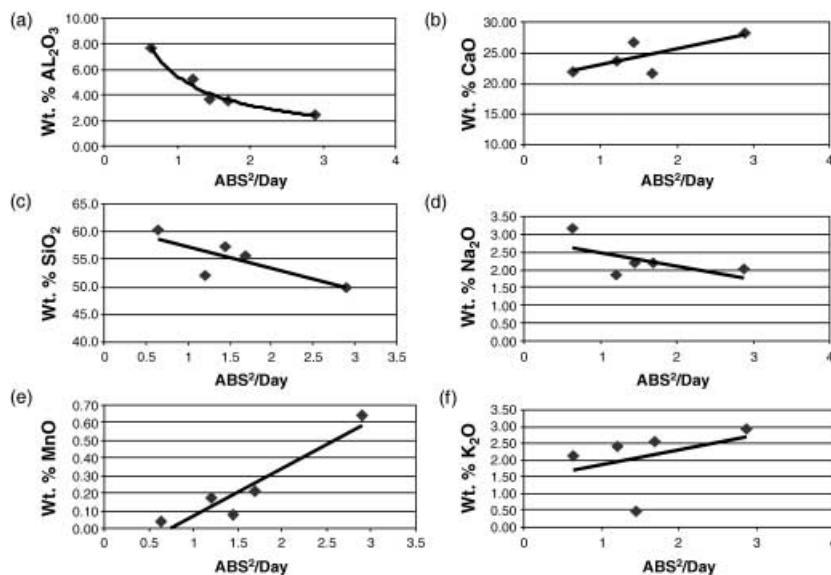 (a)
Wt. % AL₂O₃
10.00
8.00
6.00
4.00
2.00
0.00
1 2 3 4
ABS²/Day
(b)
Wt. % CaO
30.00
25.00
20.00
15.00
10.00
0 1 2 3 4
ABS²/Day
(c)
Wt. % SiO₂
65.0
60.0
55.0
50.0
45.0
40.0
0 0.5 1 1.5 2 2.5 3 3.5
ABS²/Day
(d)
Wt. % Na₂O
3.50
3.00
2.50
2.00
1.50
1.00
0.50
0.00
0 1 2 3 4
ABS²/Day
(e)
Wt. % MnO
0.70
0.60
0.50
0.40
0.30
0.20
0.10
0.00
0 0.5 1 1.5 2 2.5 3 3.5
ABS²/Day
(f)
Wt. % K₂O
3.50
3.00
2.50
2.00
1.50
1.00
0.50
0.00
0 1 2 3 4
ABS²/Day